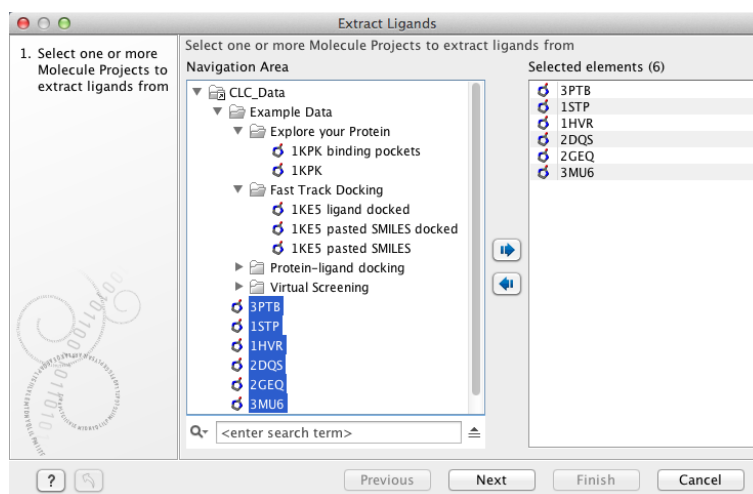 Extract Ligands
1. Select one or more
Molecule Projects to
extract ligands from
Select one or more Molecule Projects to extract ligands from
Navigation Area
CLC_Data
Example Data
Explore your Protein
1KPK binding pockets
1KPK
Fast Track Docking
1KE5 ligand docked
1KE5 pasted SMILES docked
1KE5 pasted SMILES
Protein-ligand docking
Virtual Screening
3PTB
1STP
1HVR
2DQS
2GEQ
3MU6
<enter search term>
Selected elements (6)
3PTB
1STP
1HVR
2DQS
2GEQ
3MU6
?
Previous
Next
Finish
Cancel